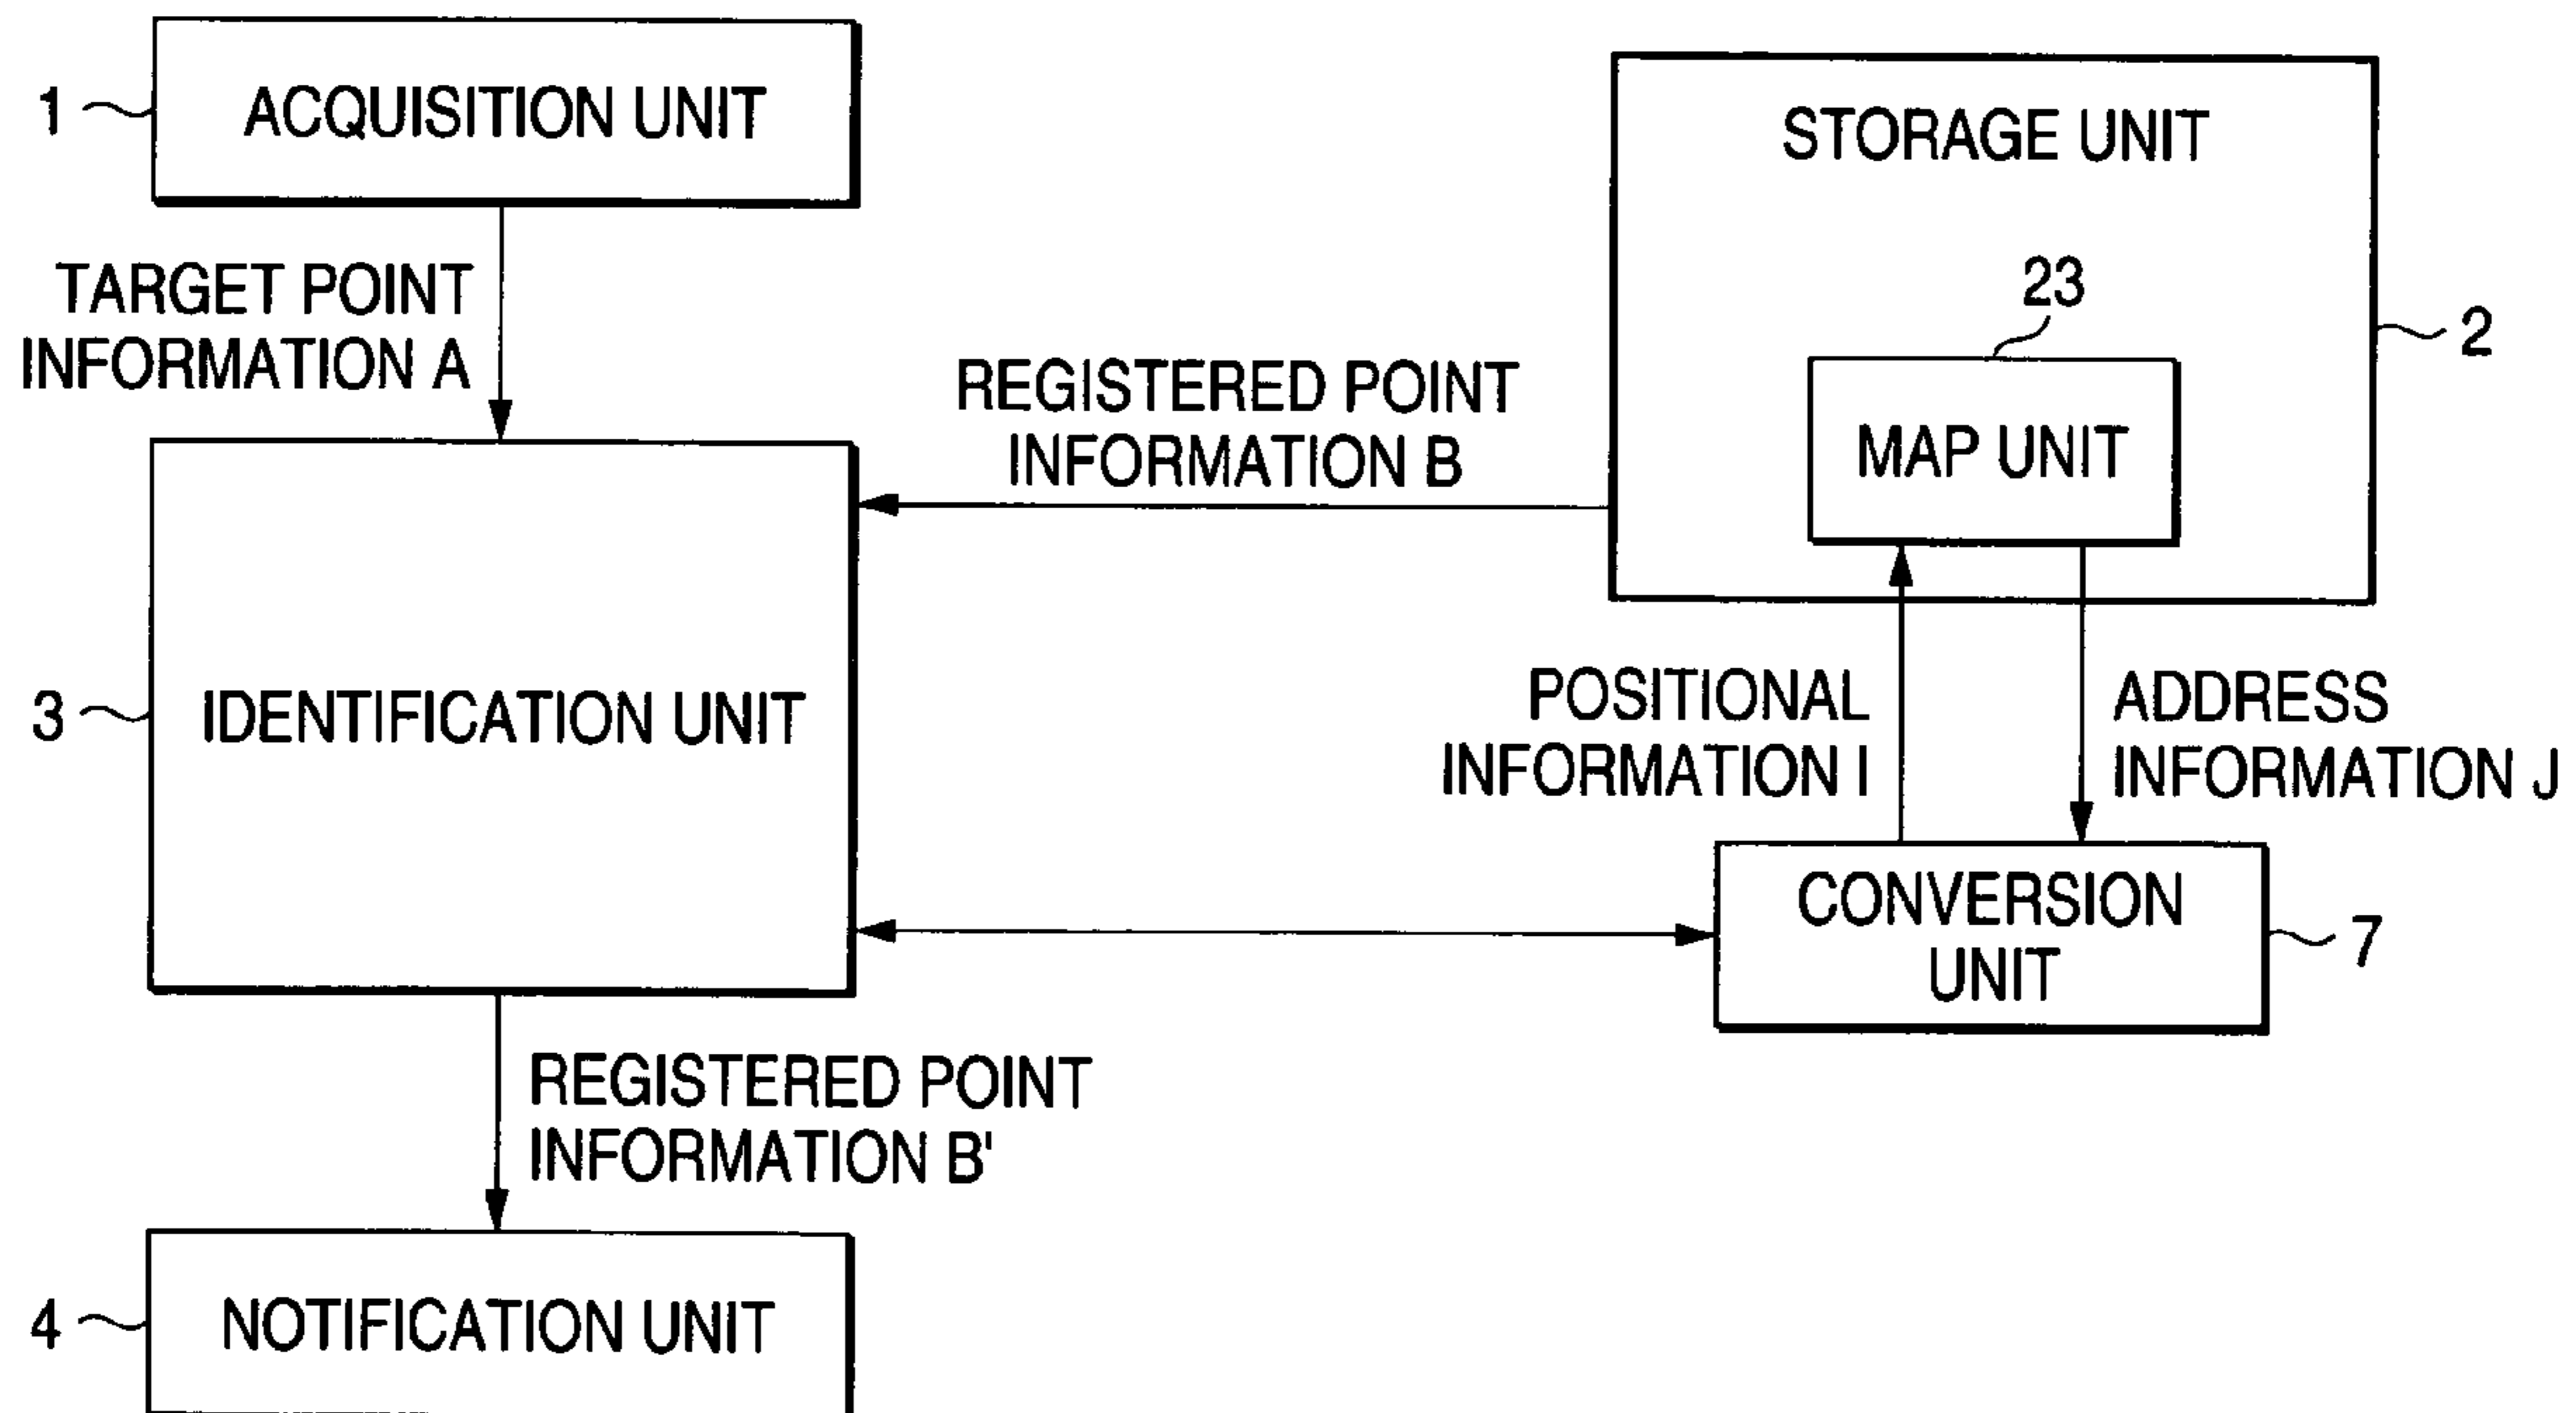 1
ACQUISITION UNIT
TARGET POINT
INFORMATION A
STORAGE UNIT
23
MAP UNIT
2
REGISTERED POINT
INFORMATION B
3
IDENTIFICATION UNIT
POSITIONAL
INFORMATION I
ADDRESS
INFORMATION J
CONVERSION
UNIT
7
REGISTERED POINT
INFORMATION B'
4
NOTIFICATION UNIT